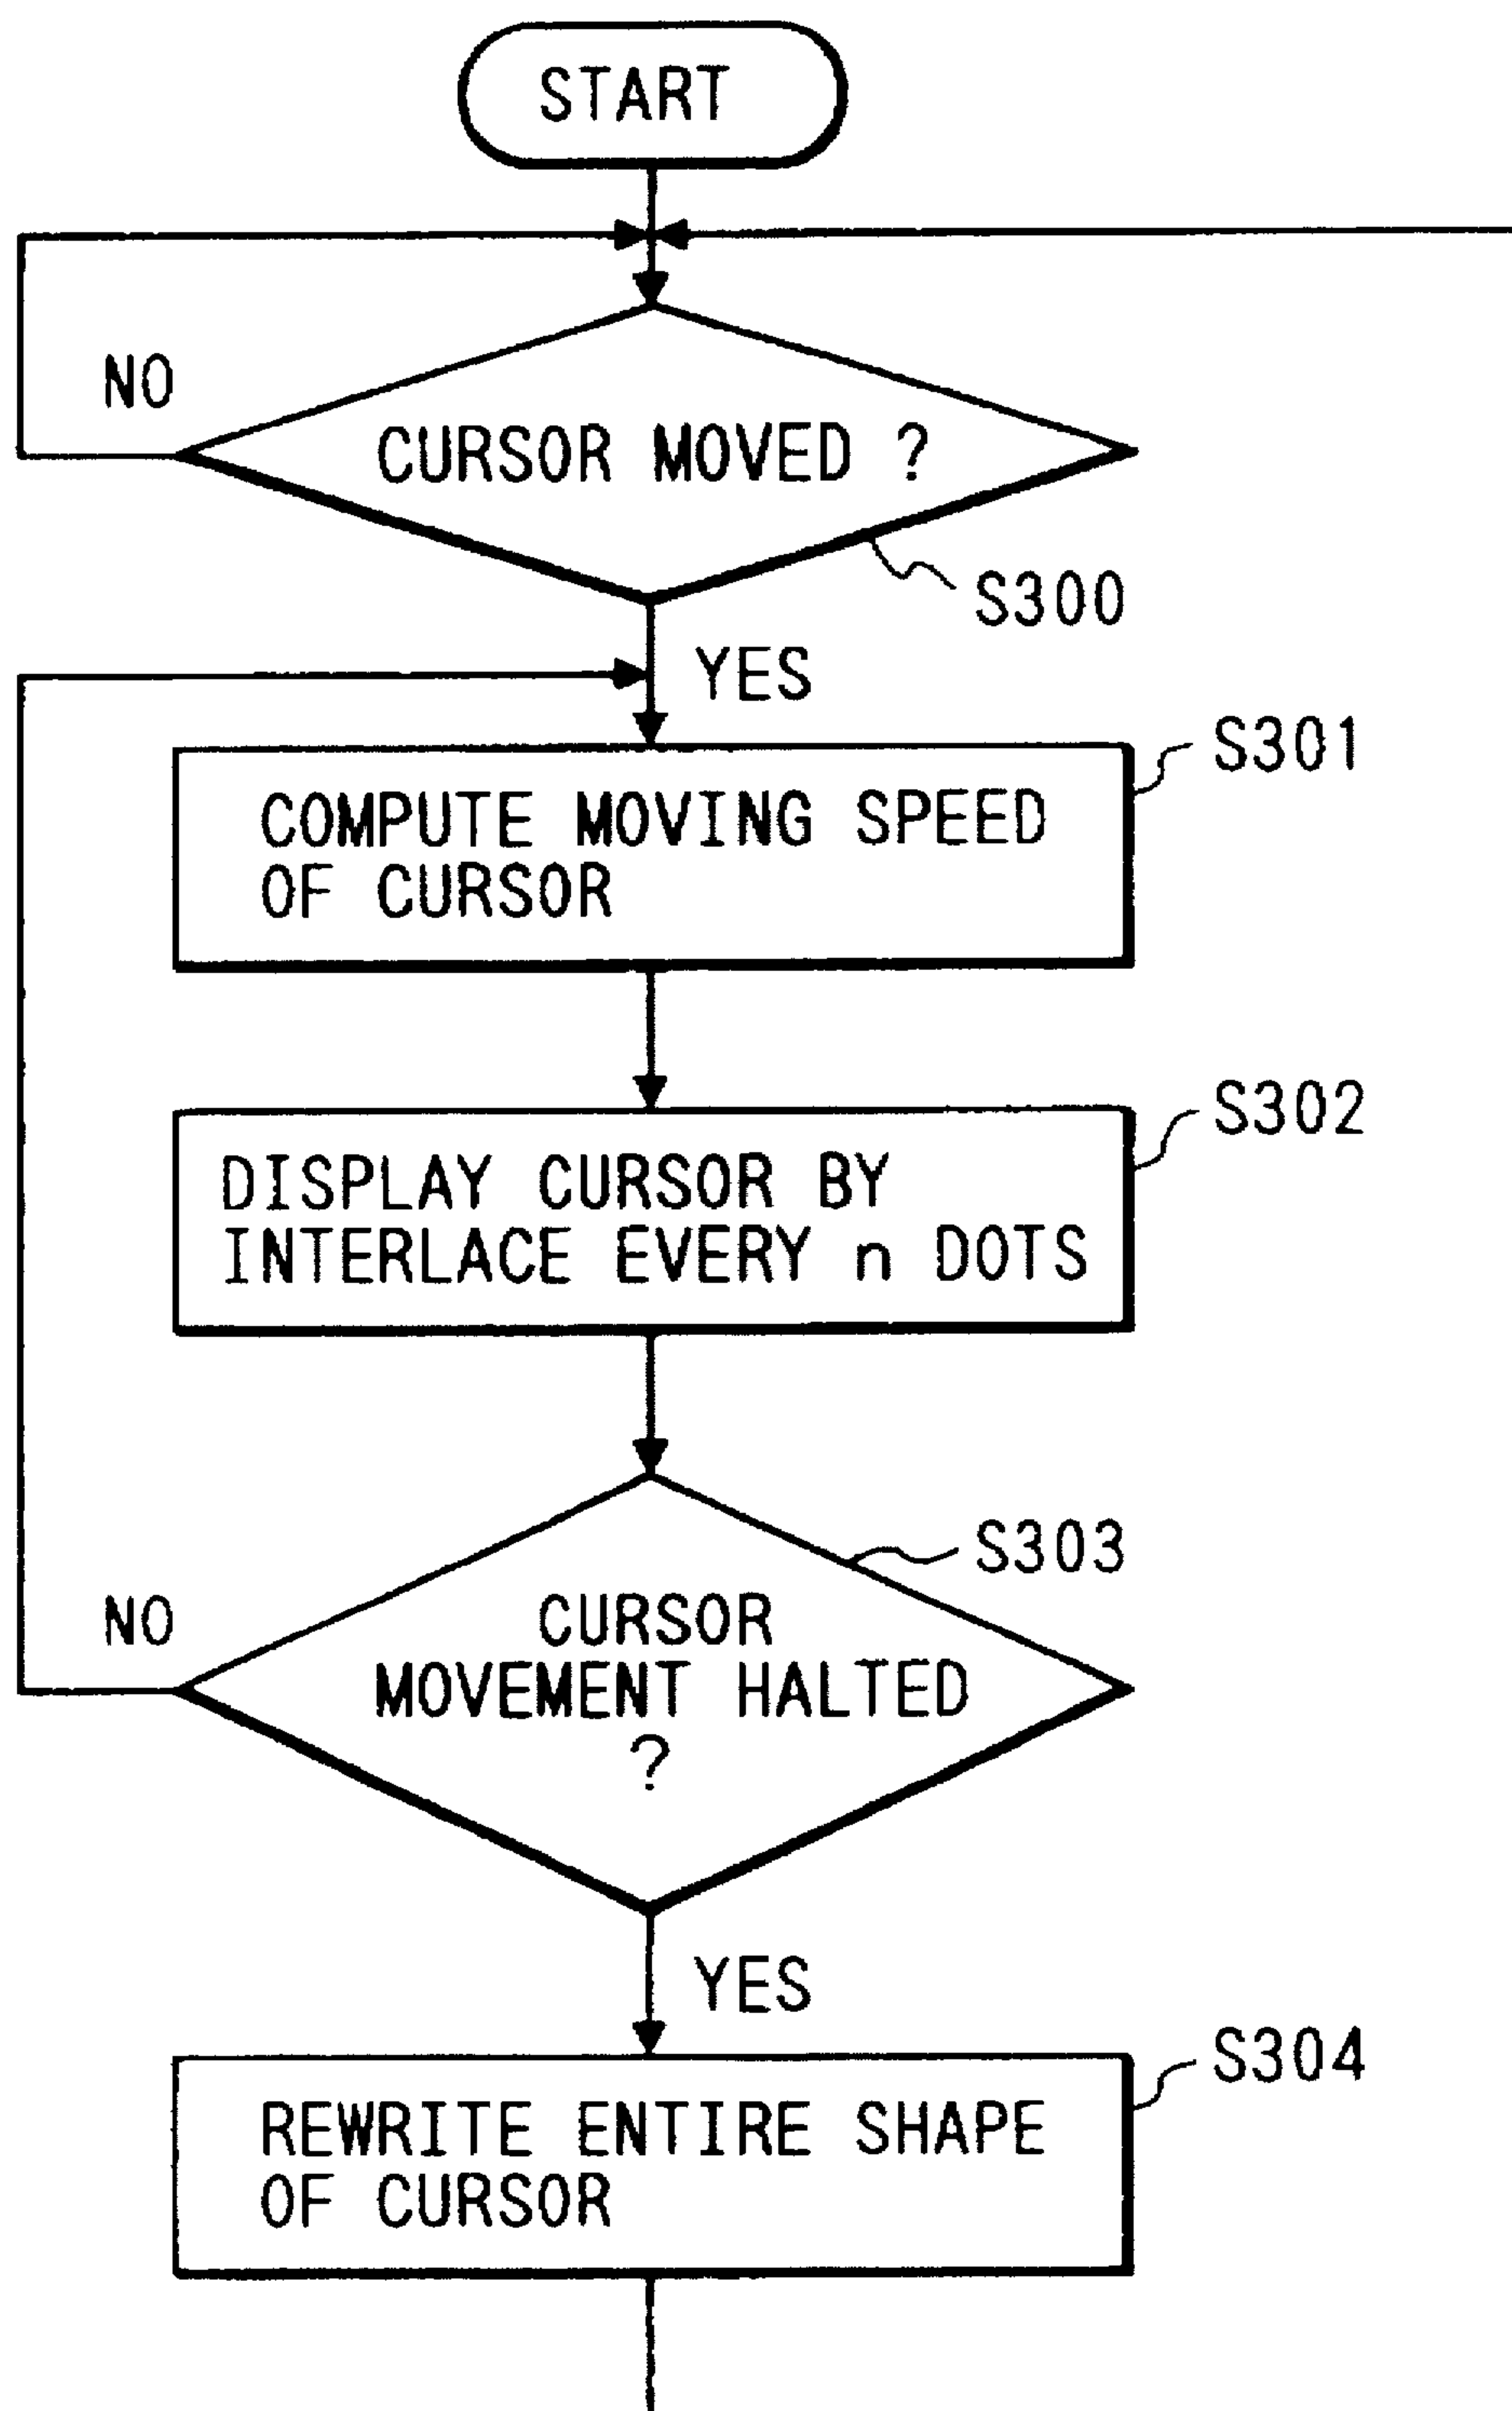 START
NO
CURSOR MOVED ?
S300
YES
S301
COMPUTE MOVING SPEED
OF CURSOR
S302
DISPLAY CURSOR BY
INTERLACE EVERY n DOTS
S303
NO
CURSOR
MOVEMENT HALTED
?
YES
S304
REWRITE ENTIRE SHAPE
OF CURSOR